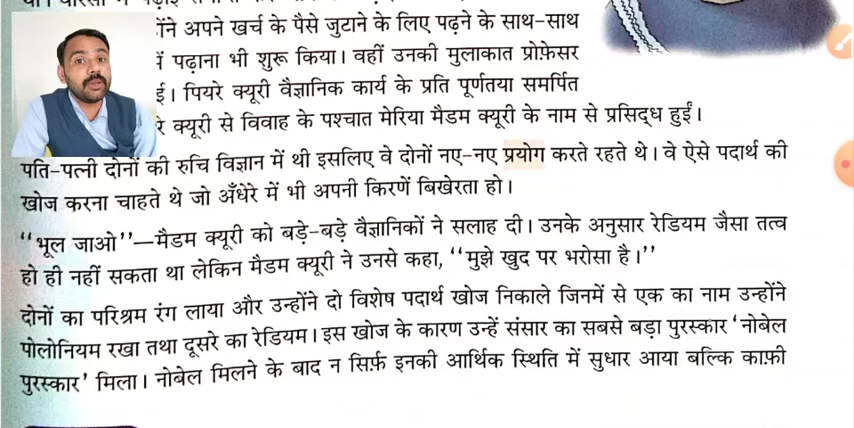 ोंने अपने खर्च के पैसे जुटाने के लिए पढ़ने के साथ-साथ
में पढ़ाना भी शुरू किया। वहीं उनकी मुलाकात प्रोफ़ेसर
ई। पियरे क्यूरी वैज्ञानिक कार्य के प्रति पूर्णतया समर्पित
रे क्यूरी से विवाह के पश्चात मेरिया मैडम क्यूरी के नाम से प्रसिद्ध हुईं।
पति-पत्नी दोनों की रुचि विज्ञान में थी इसलिए वे दोनों नए-नए प्रयोग करते रहते थे। वे ऐसे पदार्थ की
खोज करना चाहते थे जो अँधेरे में भी अपनी किरणें बिखेरता हो।
“भूल जाओ”—मैडम क्यूरी को बड़े-बड़े वैज्ञानिकों ने सलाह दी। उनके अनुसार रेडियम जैसा तत्व
हो ही नहीं सकता था लेकिन मैडम क्यूरी ने उनसे कहा, “मुझे खुद पर भरोसा है।”
दोनों का परिश्रम रंग लाया और उन्होंने दो विशेष पदार्थ खोज निकाले जिनमें से एक का नाम उन्होंने
पोलोनियम रखा तथा दूसरे का रेडियम। इस खोज के कारण उन्हें संसार का सबसे बड़ा पुरस्कार ‘नोबेल
पुरस्कार’ मिला। नोबेल मिलने के बाद न सिर्फ़ इनकी आर्थिक स्थिति में सुधार आया बल्कि काफ़ी